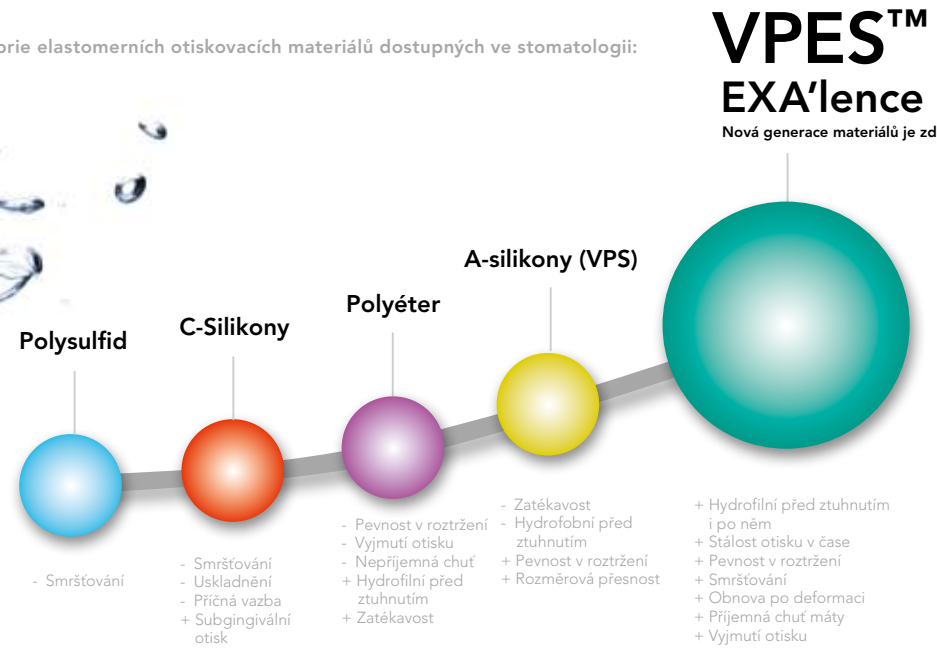 orie elastomerních otiskovacích materiálů dostupných ve stomatologii:
VPES™
EXA'lence
Nová generace materiálů je zd
A-silikony (VPS)
Polyéter
C-Silikony
Polysulfid
- Smršťování
- Smršťování
- Uskladnění
- Příčná vazba
+ Subgingivální
otisk
- Pevnost v roztržení
- Vyjmutí otisku
- Nepříjemná chuť
+ Hydrofilní před
ztuhnutím
+ Zatékavost
- Zatékavost
- Hydrofobní před
ztuhnutím
+ Pevnost v roztržení
+ Rozměrová přesnost
+ Hydrofilní před ztuhnutím
i po něm
+ Stálost otisku v čase
+ Pevnost v roztržení
+ Smršťování
+ Obnova po deformaci
+ Příjemná chuť máty
+ Vyjmutí otisku